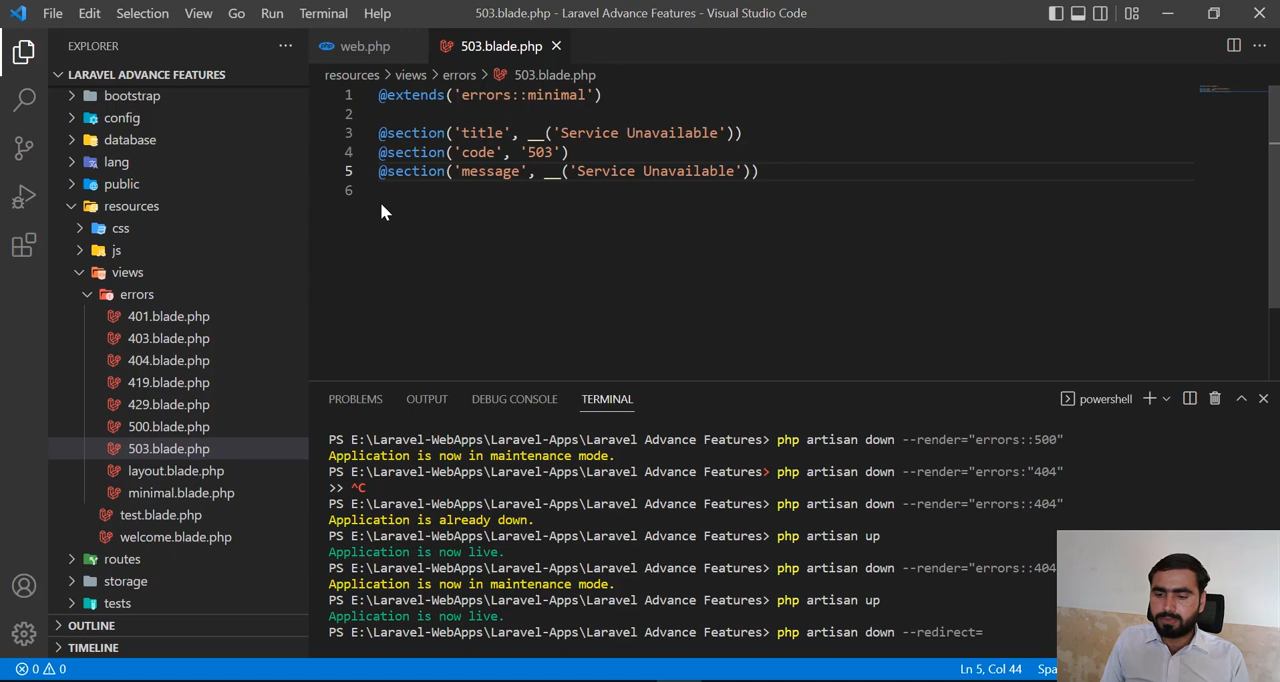 File Edit Selection View Go Run Terminal Help 503.blade.php - Laravel Advance Features - Visual Studio Code
EXPLORER
LARAVEL ADVANCE FEATURES
bootstrap
config
database
lang
public
resources
css
js
views
errors
401.blade.php
403.blade.php
404.blade.php
419.blade.php
429.blade.php
500.blade.php
503.blade.php
layout.blade.php
minimal.blade.php
test.blade.php
welcome.blade.php
routes
storage
tests
OUTLINE
TIMELINE
web.php 503.blade.php
resources > views > errors > 503.blade.php
1 @extends('errors::minimal')
2
3 @section('title', __('Service Unavailable'))
4 @section('code', '503')
5 @section('message', __('Service Unavailable'))
6
PROBLEMS OUTPUT DEBUG CONSOLE TERMINAL powershell
PS E:\Laravel-WebApps\Laravel-Apps\Laravel Advance Features> php artisan down --render="errors::500"
Application is now in maintenance mode.
PS E:\Laravel-WebApps\Laravel-Apps\Laravel Advance Features> php artisan down --render="errors:"404"
>> ^C
PS E:\Laravel-WebApps\Laravel-Apps\Laravel Advance Features> php artisan down --render="errors::404"
Application is already down.
PS E:\Laravel-WebApps\Laravel-Apps\Laravel Advance Features> php artisan up
Application is now live.
PS E:\Laravel-WebApps\Laravel-Apps\Laravel Advance Features> php artisan down --render="errors::404
Application is now in maintenance mode.
PS E:\Laravel-WebApps\Laravel-Apps\Laravel Advance Features> php artisan up
Application is now live.
PS E:\Laravel-WebApps\Laravel-Apps\Laravel Advance Features> php artisan down --redirect=
0 0 Ln 5, Col 44 Spa